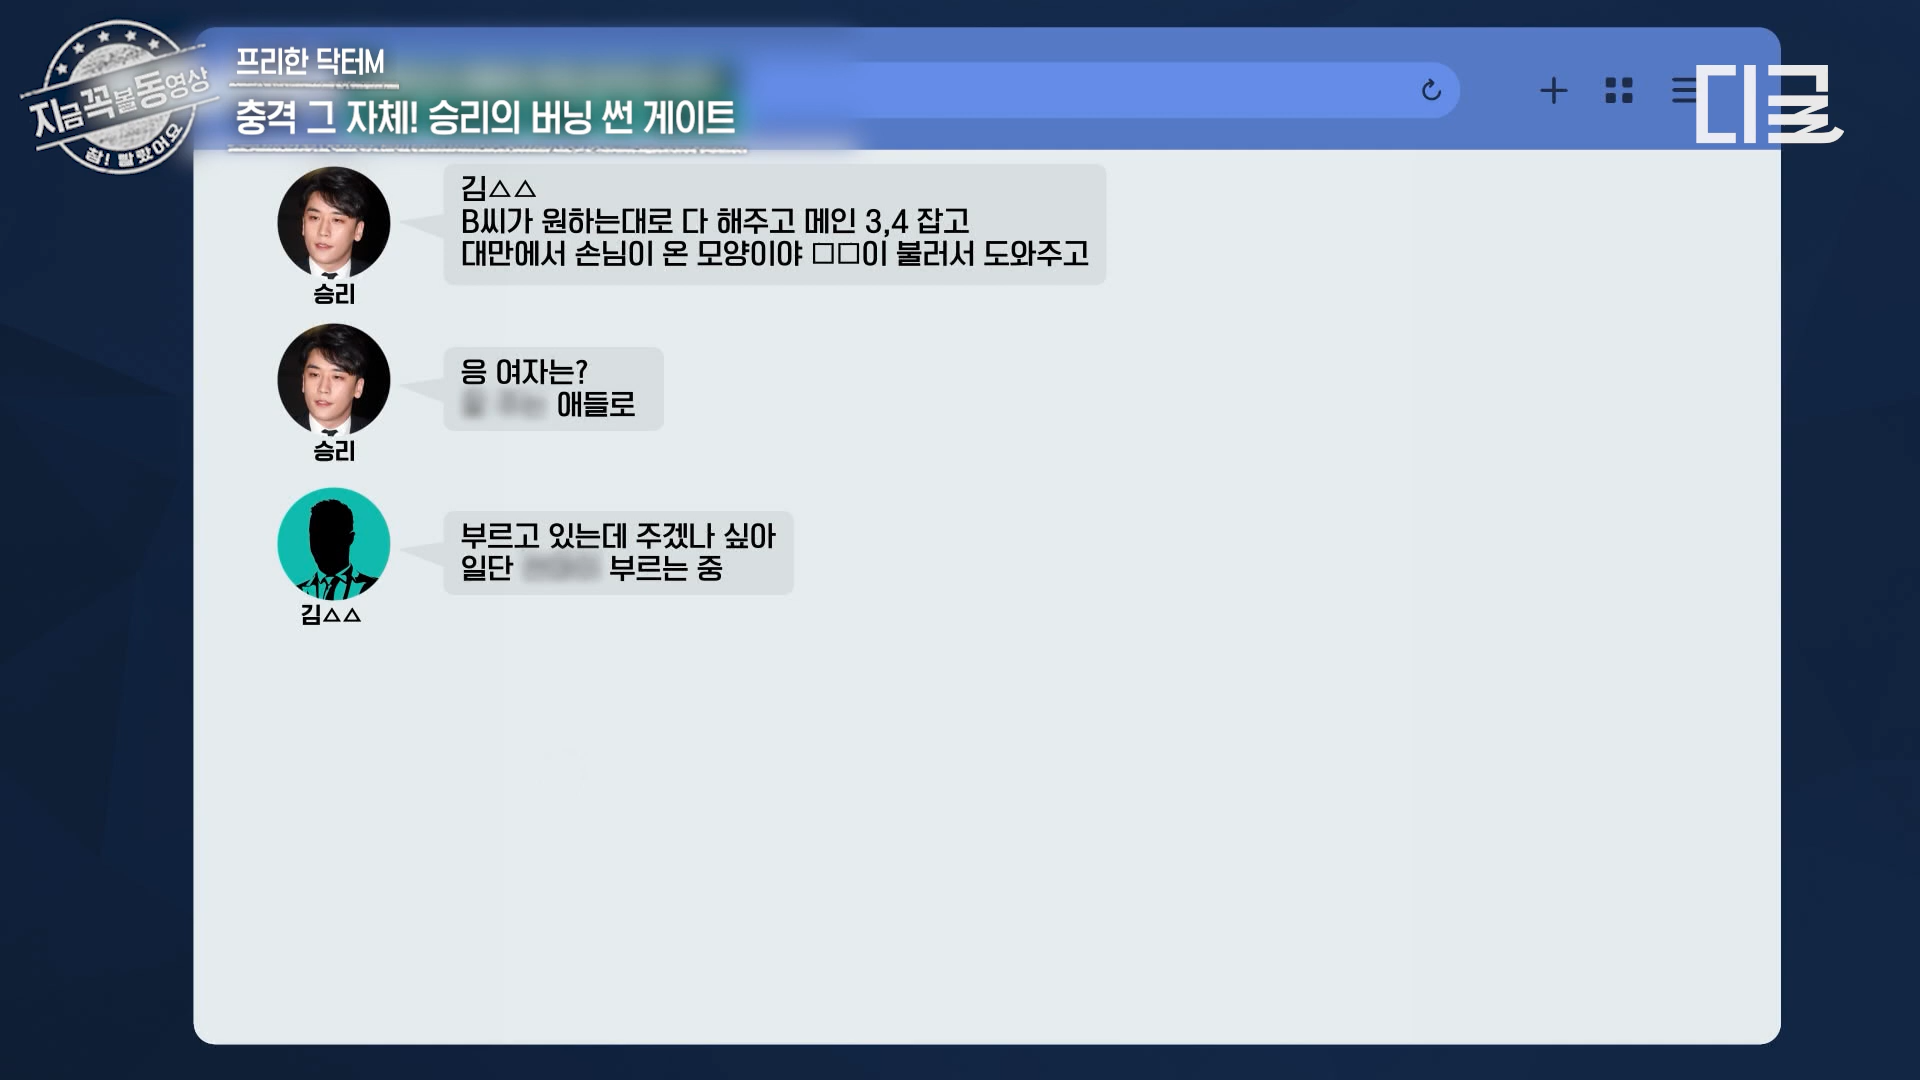 지금 꼭 볼 동영상
참! 빨랐어요
프리한 닥터M
충격 그 자체! 승리의 버닝 썬 게이트
디글
김△△
B씨가 원하는대로 다 해주고 메인 3,4 잡고
대만에서 손님이 온 모양이야 □□이 불러서 도와주고
승리
응 여자는?
애들로
승리
부르고 있는데 주겠나 싶아
일단 부르는 중
김△△